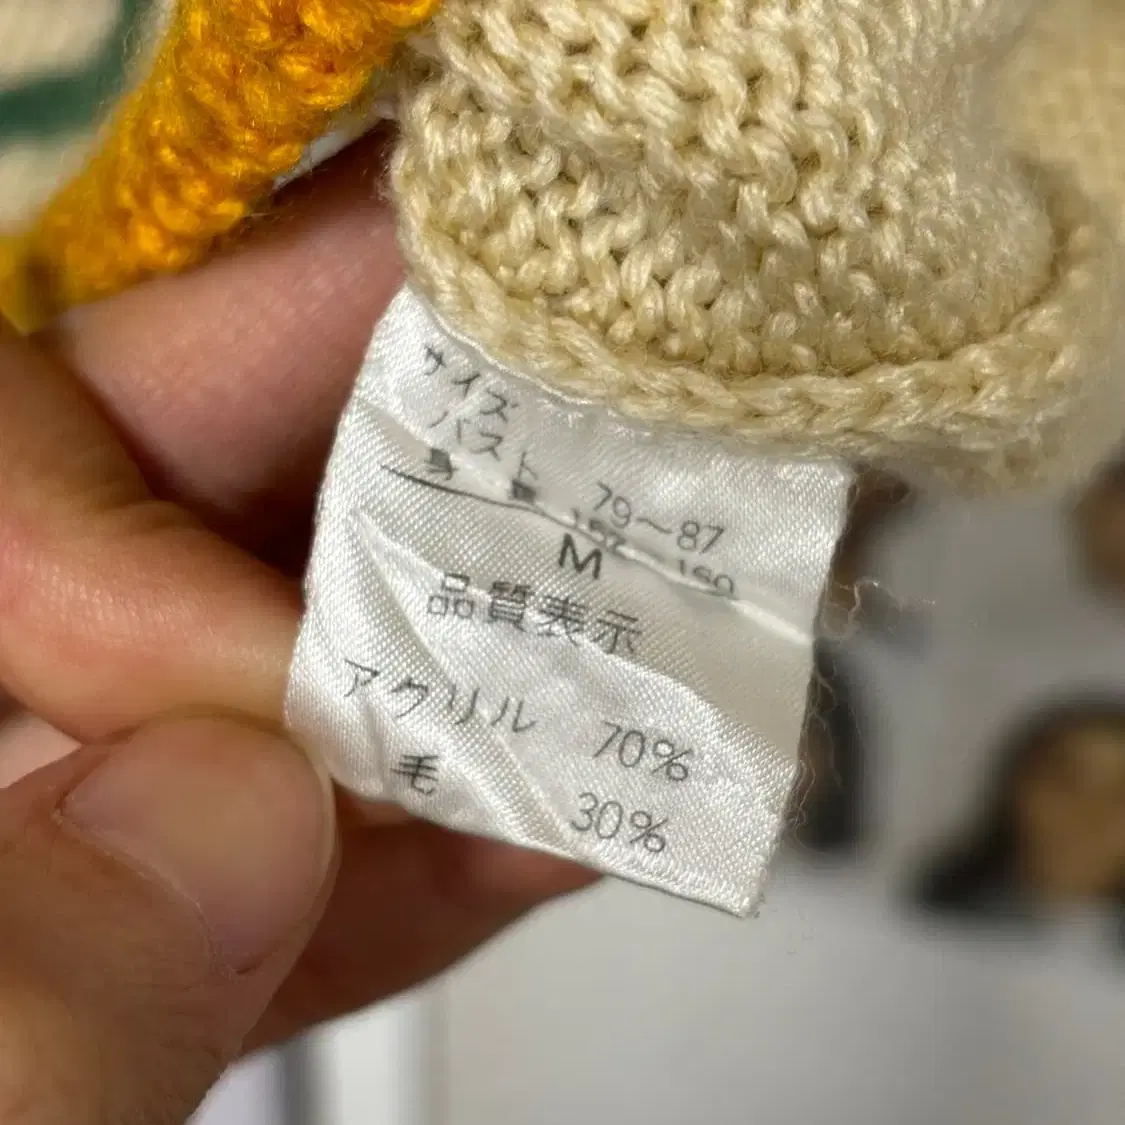 サイズ
バスト 79～87
身長
M
品質表示
アクリル 70%
毛 30%